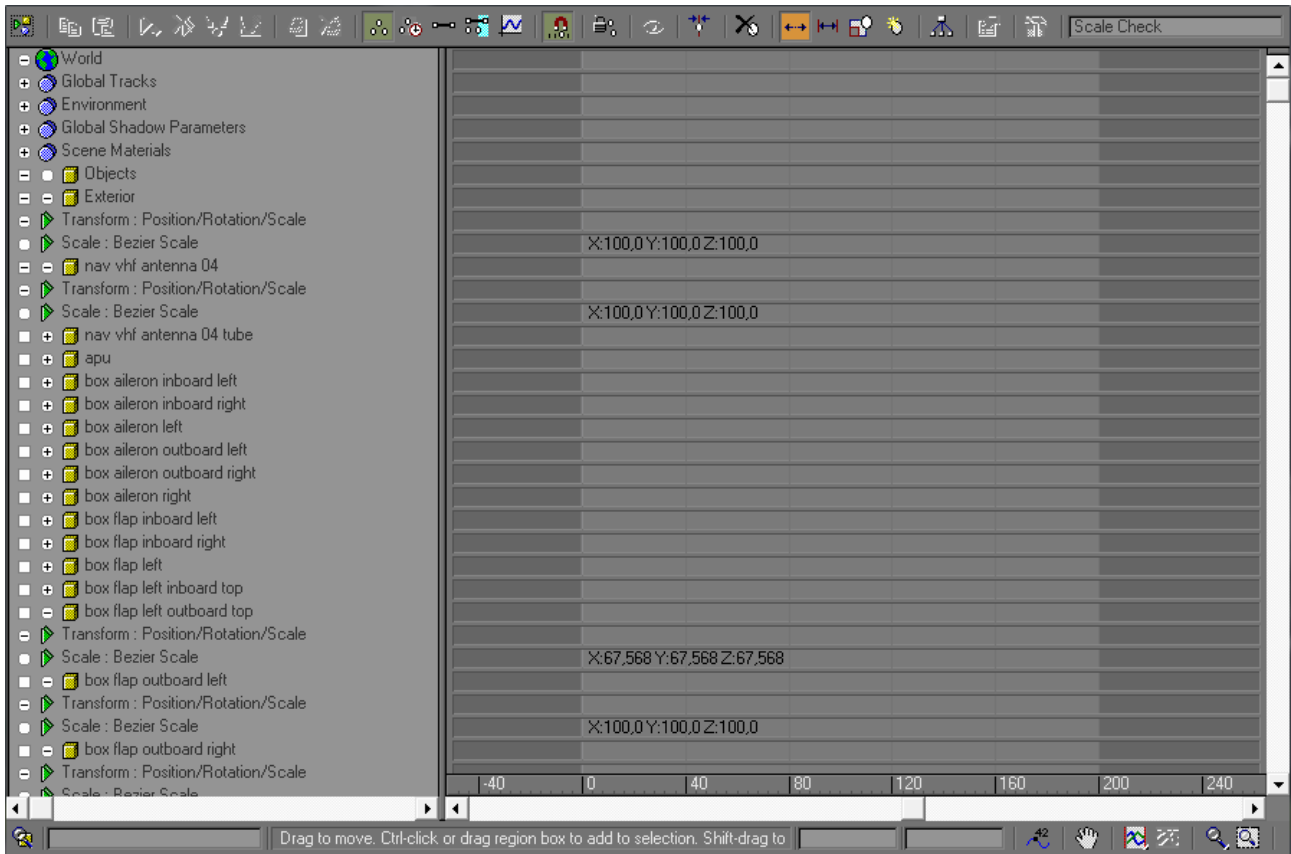 Scale Check
World
Global Tracks
Environment
Global Shadow Parameters
Scene Materials
Objects
Exterior
Transform : Position/Rotation/Scale
Scale : Bezier Scale X:100,0 Y:100,0 Z:100,0
nav vhf antenna 04
Transform : Position/Rotation/Scale
Scale : Bezier Scale X:100,0 Y:100,0 Z:100,0
nav vhf antenna 04 tube
apu
box aileron inboard left
box aileron inboard right
box aileron left
box aileron outboard left
box aileron outboard right
box aileron right
box flap inboard left
box flap inboard right
box flap left
box flap left inboard top
box flap left outboard top
Transform : Position/Rotation/Scale
Scale : Bezier Scale X:67,568 Y:67,568 Z:67,568
box flap outboard left
Transform : Position/Rotation/Scale
Scale : Bezier Scale X:100,0 Y:100,0 Z:100,0
box flap outboard right
Transform : Position/Rotation/Scale
Scale : Bezier Scale
-40 0 40 80 120 160 200 240
Drag to move. Ctrl-click or drag region box to add to selection. Shift-drag to
42